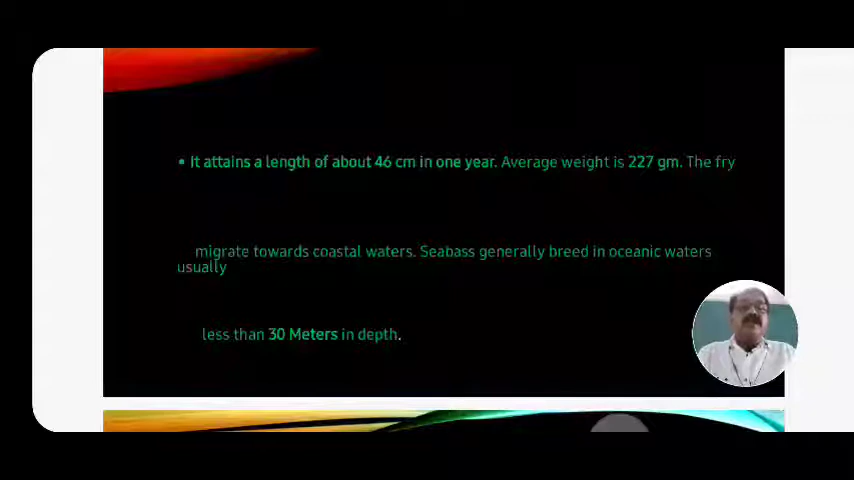 • It attains a length of about 46 cm in one year. Average weight is 227 gm. The fry
migrate towards coastal waters. Seabass generally breed in oceanic waters
usually
less than 30 Meters in depth.